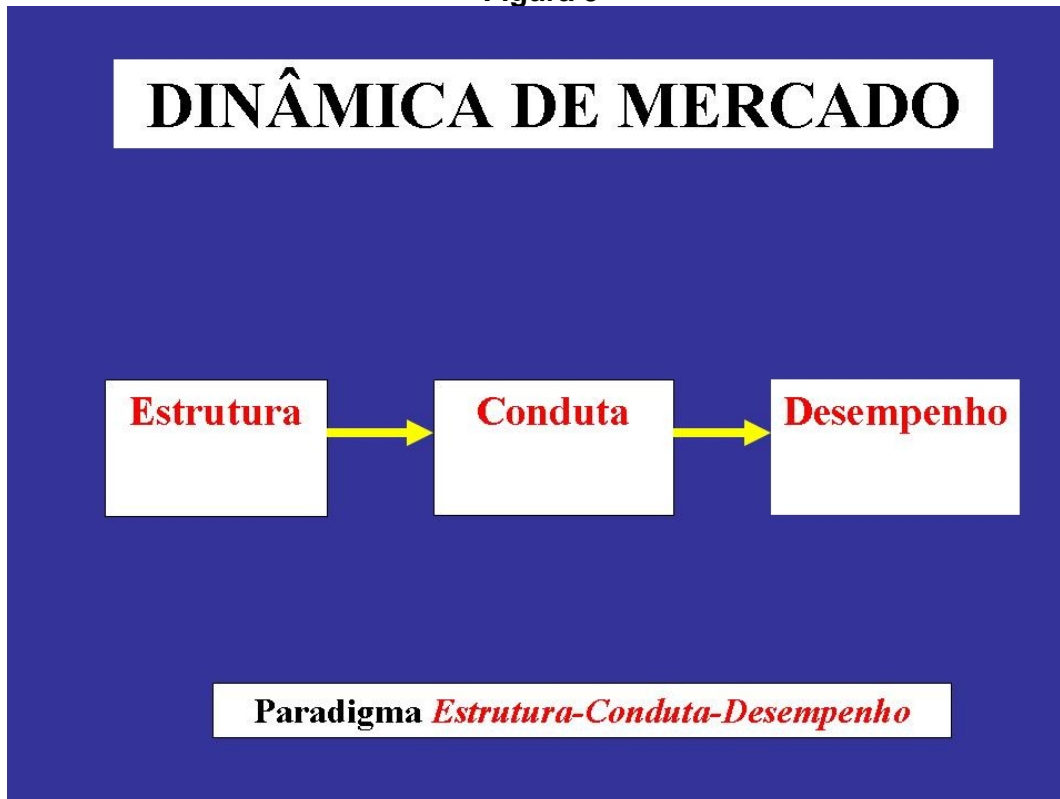 DINÂMICA DE MERCADO
Estrutura
Conduta
Desempenho
Paradigma Estrutura-Conduta-Desempenho